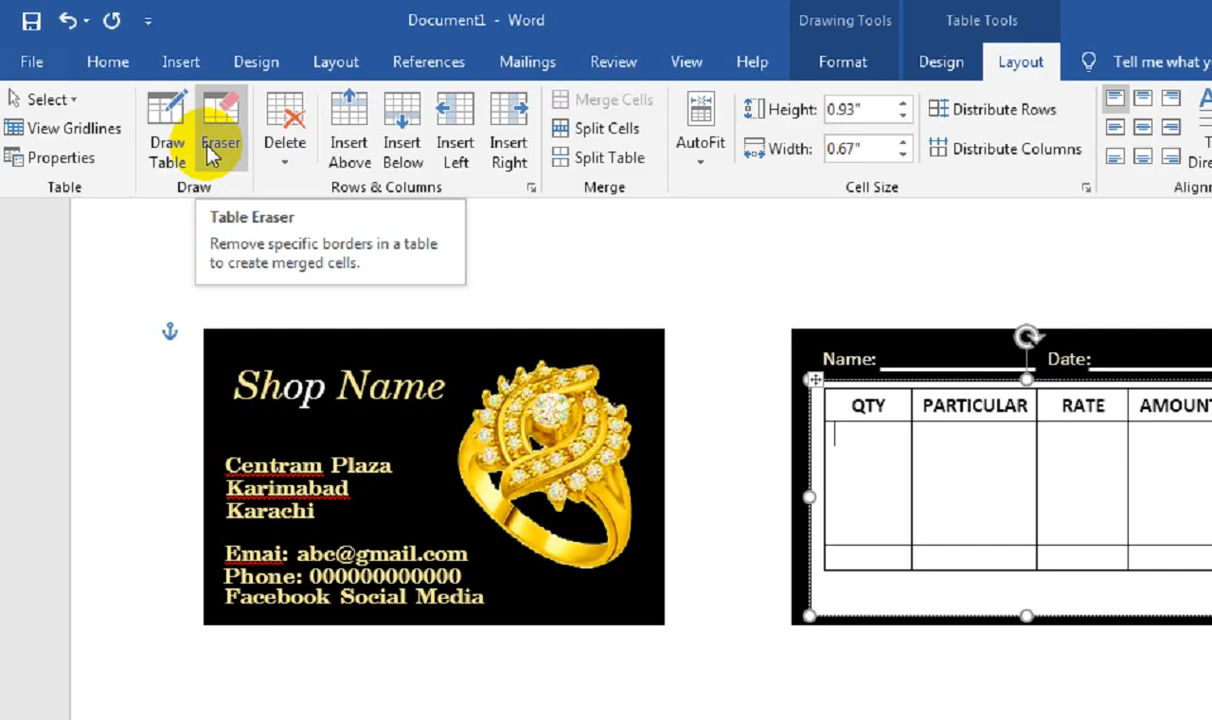 Document1 - Word
Drawing Tools
Table Tools
File Home Insert Design Layout References Mailings Review View Help Format Design Layout Tell me what
Select
View Gridlines
Properties
Table
Draw Table
Eraser
Draw
Delete
Insert Above
Insert Below
Insert Left
Insert Right
Rows & Columns
Merge Cells
Split Cells
Split Table
Merge
AutoFit
Height: 0.93"
Width: 0.67"
Distribute Rows
Distribute Columns
Cell Size
Table Eraser
Remove specific borders in a table
to create merged cells.
Shop Name
Centram Plaza
Karimabad
Karachi
Emai: abc@gmail.com
Phone: 000000000000
Facebook Social Media
Name: Date:
QTY PARTICULAR RATE AMOUNT